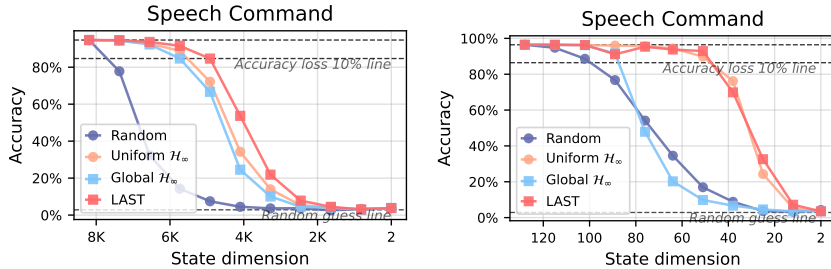 Speech Command
Accuracy loss 10% line
80%
60%
40%
20%
0%
Accuracy
Random
Uniform ℋ∞
Global ℋ∞
LAST
Random guess line
8K
6K
4K
2K
2
State dimension
Speech Command
Accuracy loss 10% line
100%
80%
60%
40%
20%
0%
Accuracy
Random
Uniform ℋ∞
Global ℋ∞
LAST
Random guess line
120
100
80
60
40
20
2
State dimension